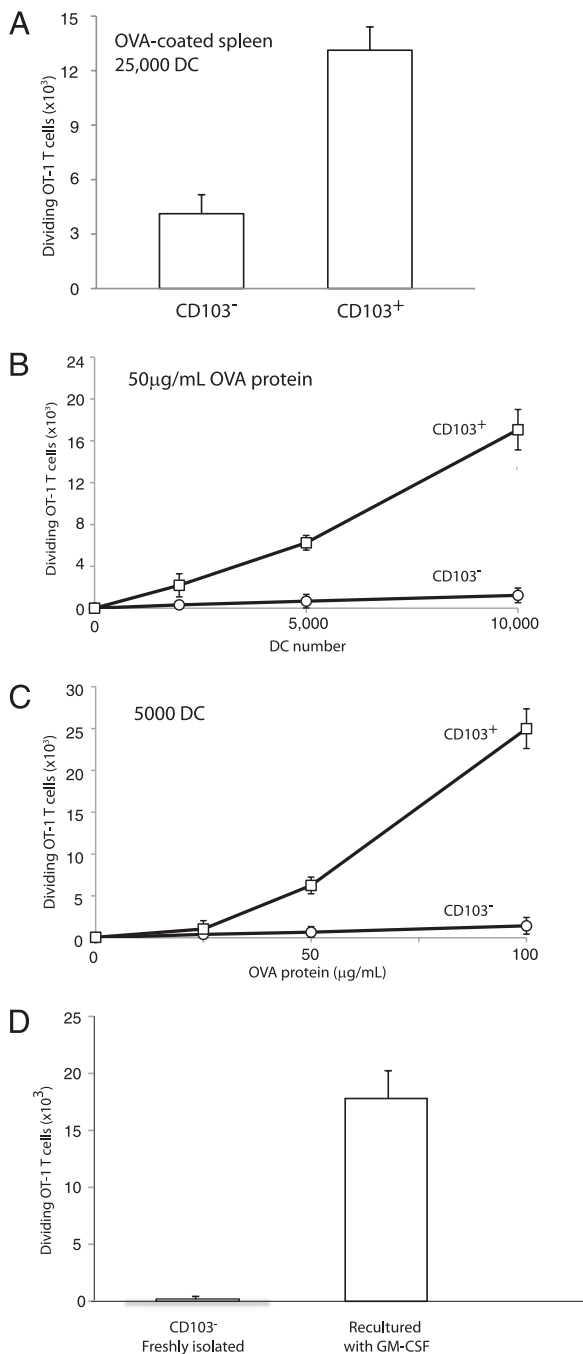 A
OVA-coated spleen
25,000 DC
Dividing OT-1 T cells (x10³)
15
12
9
6
3
0
CD103⁻
CD103⁺
B
50µg/mL OVA protein
Dividing OT-1 T cells (x10³)
24
20
16
12
8
4
0
CD103⁺
CD103⁻
0
5,000
10,000
DC number
C
5000 DC
Dividing OT-1 T cells (x10³)
30
25
20
15
10
5
0
CD103⁺
CD103⁻
0
50
100
OVA protein (µg/mL)
D
Dividing OT-1 T cells (x10³)
25
20
15
10
5
0
CD103⁻
Freshly isolated
Recultured
with GM-CSF